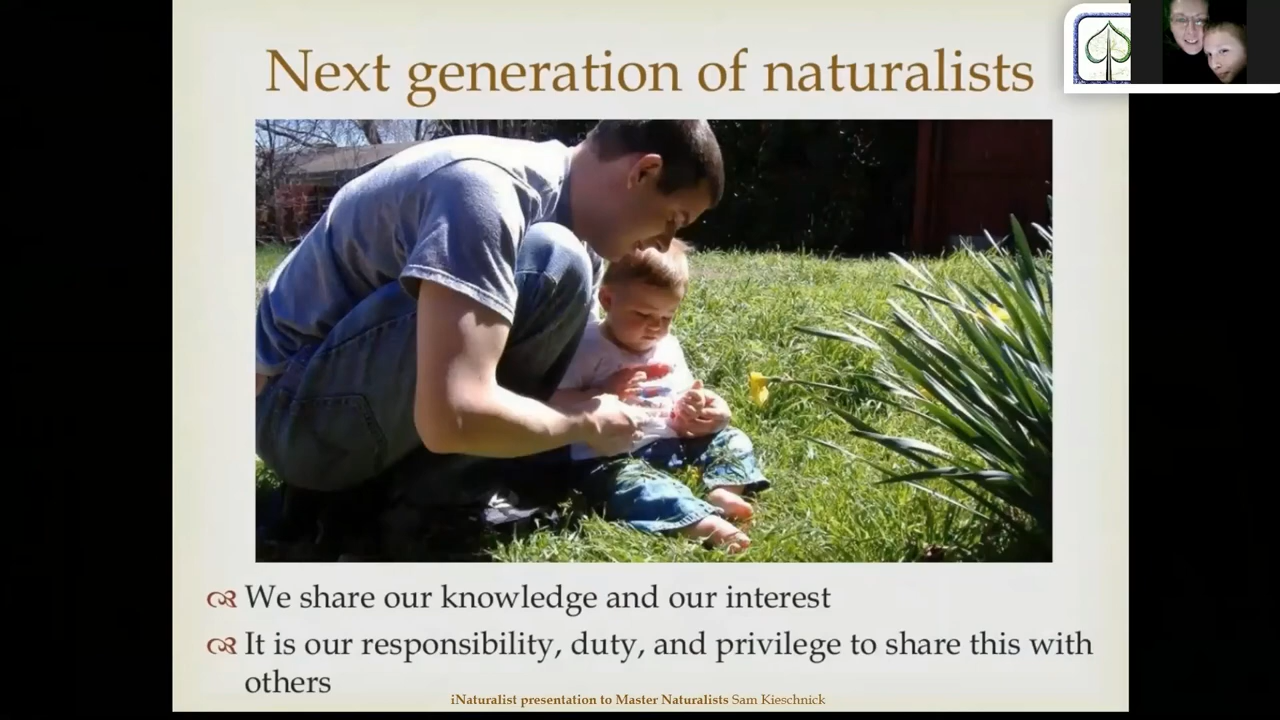 Next generation of naturalists
We share our knowledge and our interest
It is our responsibility, duty, and privilege to share this with
others
iNaturalist presentation to Master Naturalists Sam Kieschnick